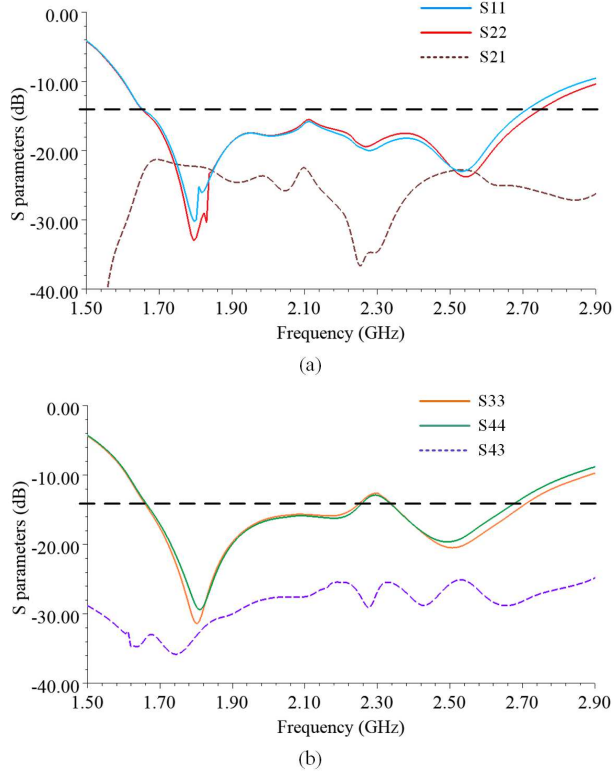 0.00
S11
S22
S21
-10.00
-20.00
-30.00
-40.00
S parameters (dB)
1.50 1.70 1.90 2.10 2.30 2.50 2.70 2.90
Frequency (GHz)
(a)
0.00
S33
S44
S43
-10.00
-20.00
-30.00
-40.00
S parameters (dB)
1.50 1.70 1.90 2.10 2.30 2.50 2.70 2.90
Frequency (GHz)
(b)